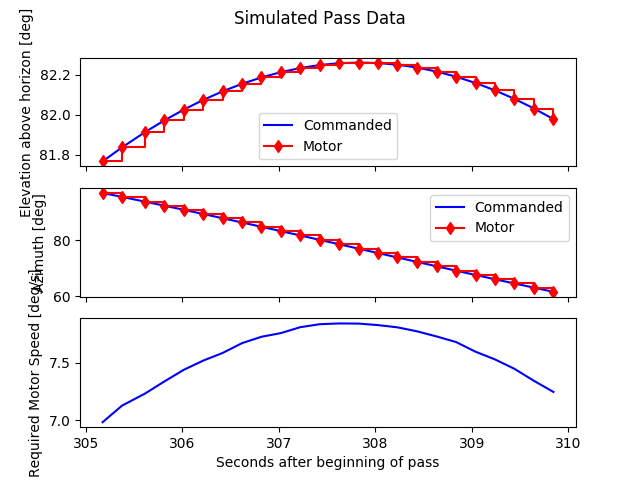 Simulated Pass Data
Elevation above horizon [deg]
82.2
82.0
81.8
Commanded
Motor
Azimuth [deg]
80
60
Commanded
Motor
Required Motor Speed [deg/s]
7.5
7.0
305
306
307
308
309
310
Seconds after beginning of pass